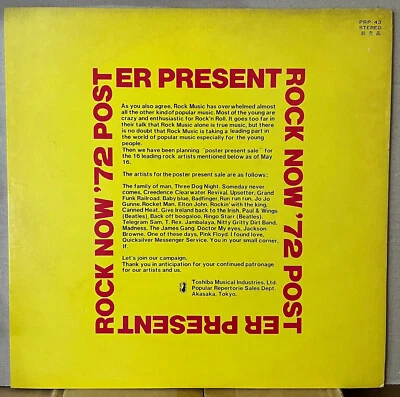 PRP-43
STEREO
非売品
ROCK NOW '72 POST
ER PRESENT
ROCK NOW '72 POST
ER PRESENT
As you also agree, Rock Music has overwhelmed almost
all the other kind of popular music. Most of the young are
crazy and enthusiastic for Rock'n Roll. It goes too far in
their talk that Rock Music alone is true music, but there
is no doubt that Rock Music is taking a leading part in
the world of popular music especially for the young
people.
Then we have been planning "poster present sale" for
the 16 leading rock artists mentioned below as of May
16.
The artists for the poster present sale are as follows;
The family of man, Three Dog Night. Someday never
comes, Creedence Clearwater Revival. Upsetter, Grand
Funk Railroad. Baby blue, Badfinger. Run run run, Jo Jo
Gunne. Rocket Man, Elton John. Rockin' with the king,
Canned Heat. Give Ireland back to the Irish, Paul & Wings
(Beatles). Back off boogaloo, Ringo Starr (Beatles).
Telegram Sam, T. Rex. Jambalaya, Nitty Gritty Dirt Band.
Madness, The James Gang. Doctor my eyes, Jackson
Browne. One of these days, Pink Floyd. I found love,
Quicksilver Messenger Service. You in your small corner,
If.
Let's join our campaign.
Thank you in anticipation for your continued patronage
for our artists and us.
Toshiba Musical Industries, Ltd.
Popular Repertorie Sales Dept.
Akasaka, Tokyo.